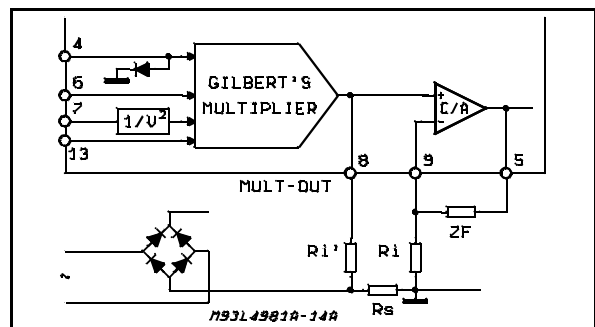 4
6
7
13
1/V²
GILBERT'S
MULTIPLIER
+
C/A
-
8
9
5
MULT-OUT
ZF
Ri'
Ri
~
Rs
M93L4981A-14A